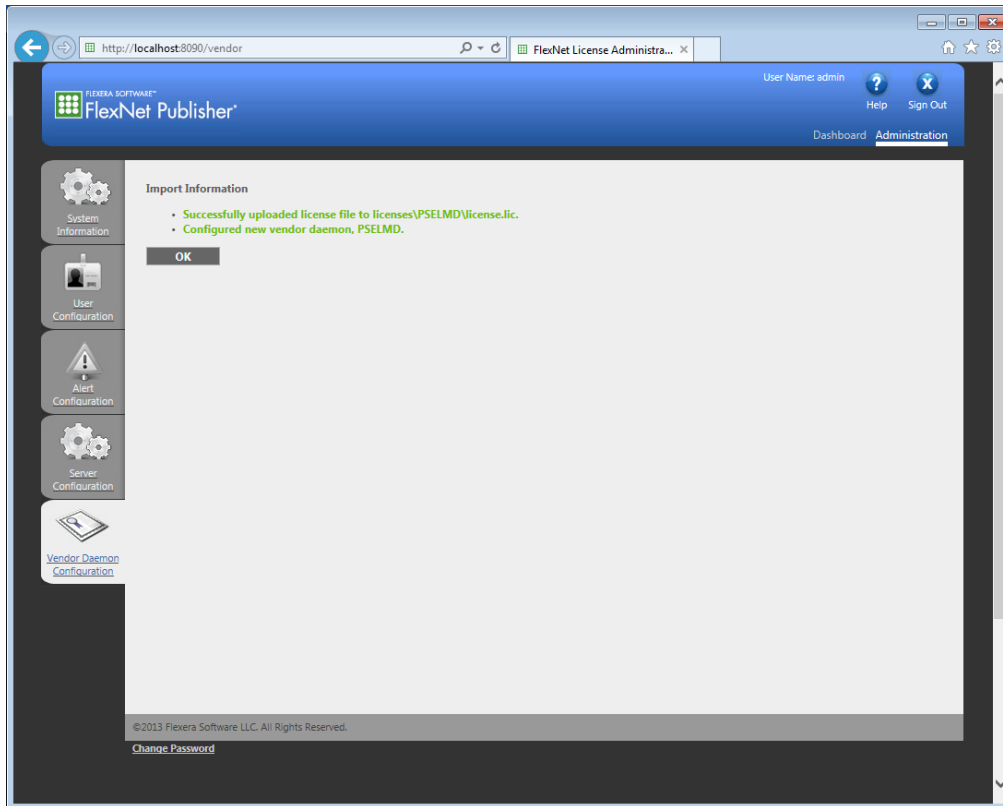 http://localhost:8090/vendor
FlexNet License Administra...
User Name: admin
FLEXERA SOFTWARE™
FlexNet Publisher
Help
Sign Out
Dashboard
Administration
System
Information
User
Configuration
Alert
Configuration
Server
Configuration
Vendor Daemon
Configuration
Import Information
• Successfully uploaded license file to licenses\PSELMD\license.lic.
• Configured new vendor daemon, PSELMD.
OK
©2013 Flexera Software LLC. All Rights Reserved.
Change Password